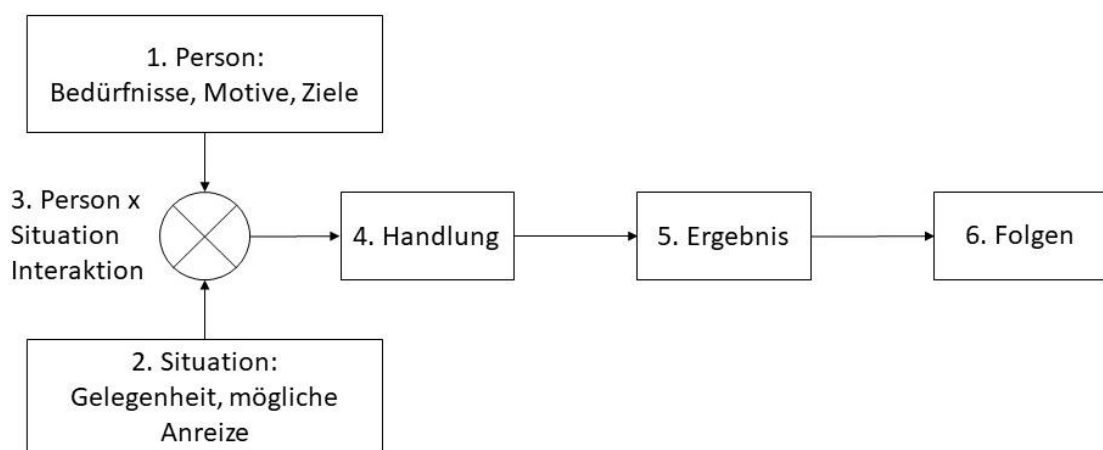 1. Person:
Bedürfnisse, Motive, Ziele
3. Person x
Situation
Interaktion
4. Handlung
5. Ergebnis
6. Folgen
2. Situation:
Gelegenheit, mögliche
Anreize